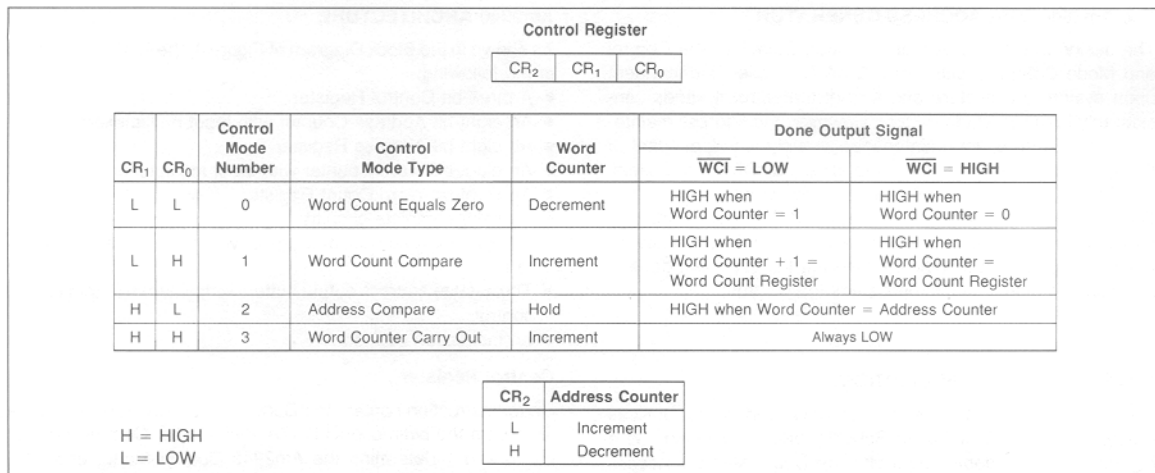 Control Register
CR2 CR1 CR0
Control Done Output Signal
Mode Control Word
CR1 CR0 Number Mode Type Counter WCI = LOW WCI = HIGH
L L 0 Word Count Equals Zero Decrement HIGH when Word Counter = 1 HIGH when Word Counter = 0
L H 1 Word Count Compare Increment HIGH when Word Counter + 1 = Word Count Register HIGH when Word Counter = Word Count Register
H L 2 Address Compare Hold HIGH when Word Counter = Address Counter
H H 3 Word Counter Carry Out Increment Always LOW
CR2 Address Counter
L Increment
H Decrement
H = HIGH
L = LOW